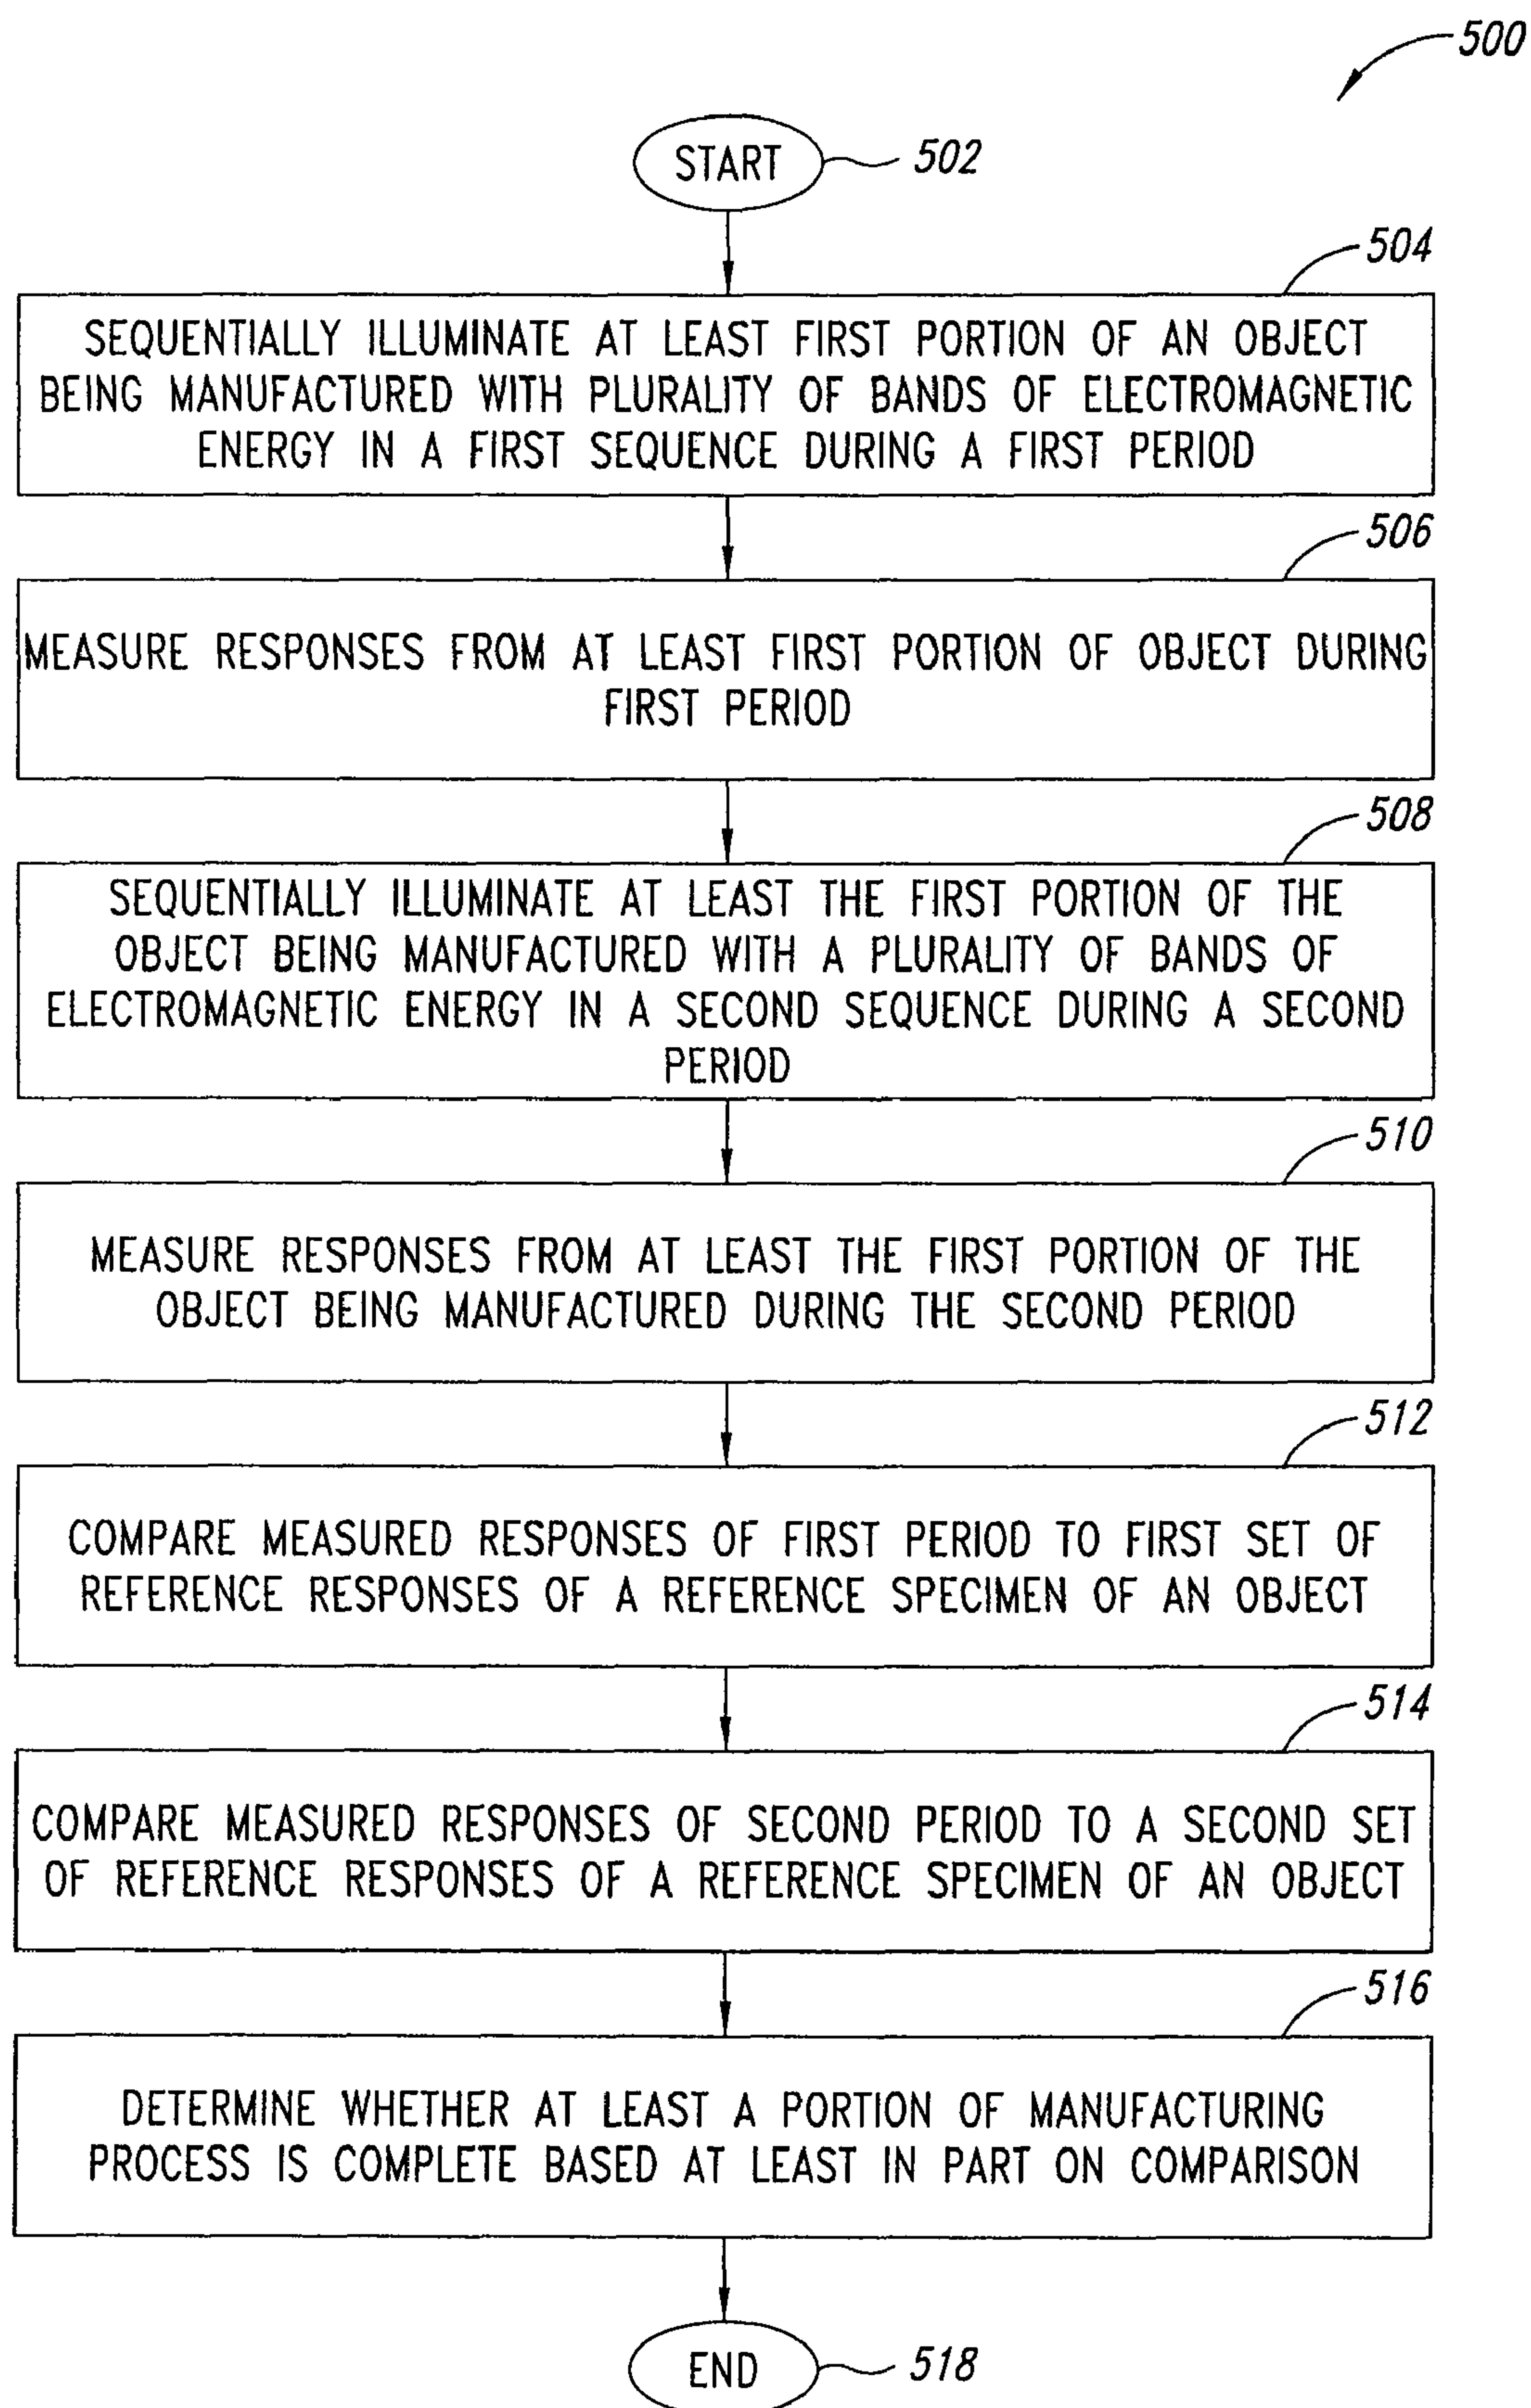 500
START
502
504
SEQUENTIALLY ILLUMINATE AT LEAST FIRST PORTION OF AN OBJECT
BEING MANUFACTURED WITH PLURALITY OF BANDS OF ELECTROMAGNETIC
ENERGY IN A FIRST SEQUENCE DURING A FIRST PERIOD
506
MEASURE RESPONSES FROM AT LEAST FIRST PORTION OF OBJECT DURING
FIRST PERIOD
508
SEQUENTIALLY ILLUMINATE AT LEAST THE FIRST PORTION OF THE
OBJECT BEING MANUFACTURED WITH A PLURALITY OF BANDS OF
ELECTROMAGNETIC ENERGY IN A SECOND SEQUENCE DURING A SECOND
PERIOD
510
MEASURE RESPONSES FROM AT LEAST THE FIRST PORTION OF THE
OBJECT BEING MANUFACTURED DURING THE SECOND PERIOD
512
COMPARE MEASURED RESPONSES OF FIRST PERIOD TO FIRST SET OF
REFERENCE RESPONSES OF A REFERENCE SPECIMEN OF AN OBJECT
514
COMPARE MEASURED RESPONSES OF SECOND PERIOD TO A SECOND SET
OF REFERENCE RESPONSES OF A REFERENCE SPECIMEN OF AN OBJECT
516
DETERMINE WHETHER AT LEAST A PORTION OF MANUFACTURING
PROCESS IS COMPLETE BASED AT LEAST IN PART ON COMPARISON
END
518